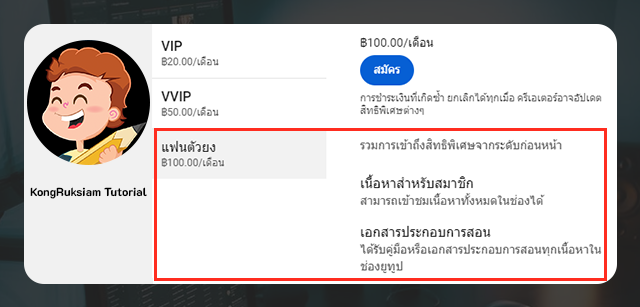 VIP
฿20.00/เดือน
VVIP
฿50.00/เดือน
แฟนตัวยง
฿100.00/เดือน
KongRuksiam Tutorial
฿100.00/เดือน
สมัคร
การชำระเงินที่เกิดซ้ำ ยกเลิกได้ทุกเมื่อ ครีเอเตอร์อาจอัปเดต
สิทธิพิเศษต่างๆ
รวมการเข้าถึงสิทธิพิเศษจากระดับก่อนหน้า
เนื้อหาสำหรับสมาชิก
สามารถเข้าชมเนื้อหาทั้งหมดในช่องได้
เอกสารประกอบการสอน
ได้รับคู่มือหรือเอกสารประกอบการสอนทุกเนื้อหาใน
ช่องยูทูป